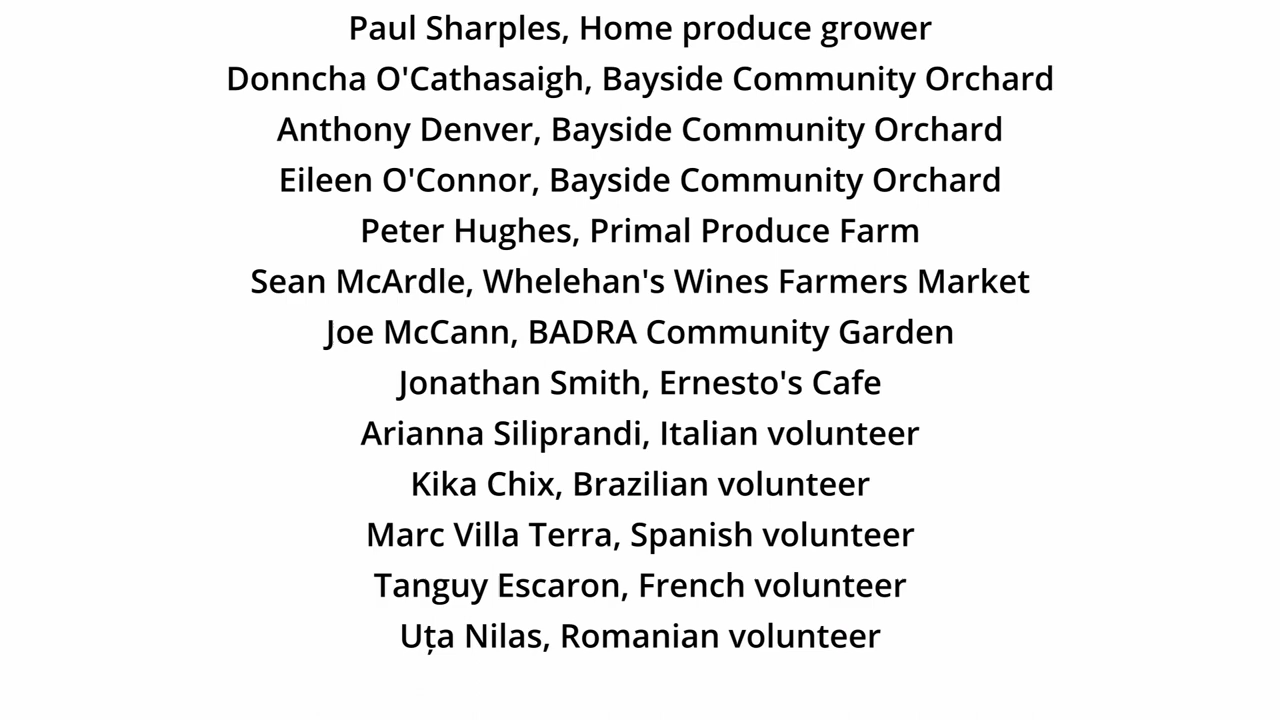 Paul Sharples, Home produce grower
Donncha O'Cathasaigh, Bayside Community Orchard
Anthony Denver, Bayside Community Orchard
Eileen O'Connor, Bayside Community Orchard
Peter Hughes, Primal Produce Farm
Sean McArdle, Whelehan's Wines Farmers Market
Joe McCann, BADRA Community Garden
Jonathan Smith, Ernesto's Cafe
Arianna Siliprandi, Italian volunteer
Kika Chix, Brazilian volunteer
Marc Villa Terra, Spanish volunteer
Tanguy Escaron, French volunteer
Uța Nilas, Romanian volunteer